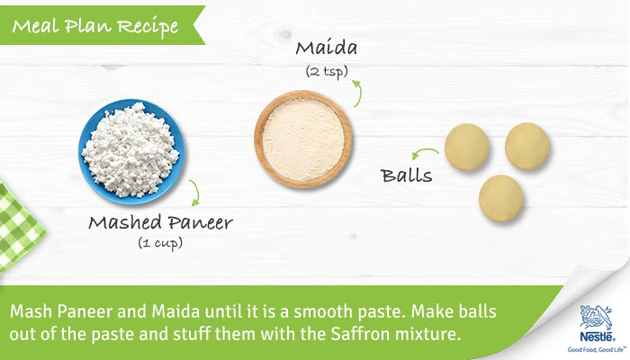 Meal Plan Recipe
Maida
(2 tsp)
Balls
Mashed Paneer
(1 cup)
Mash Paneer and Maida until it is a smooth paste. Make balls
out of the paste and stuff them with the Saffron mixture.
Nestlé®
Good Food, Good Life™